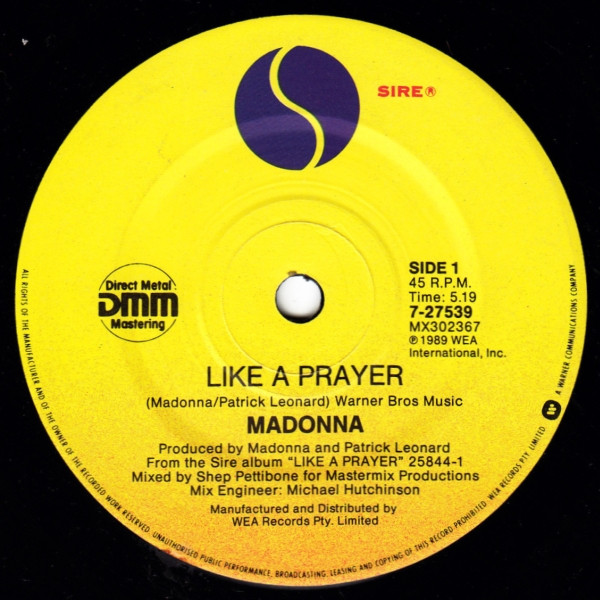 SIRE®
Direct Metal
DMM
Mastering
SIDE 1
45 R.P.M.
Time: 5.19
7-27539
MX302367
℗ 1989 WEA
International, Inc.
LIKE A PRAYER
(Madonna/Patrick Leonard) Warner Bros Music
MADONNA
Produced by Madonna and Patrick Leonard
From the Sire album "LIKE A PRAYER" 25844-1
Mixed by Shep Pettibone for Mastermix Productions
Mix Engineer: Michael Hutchinson
Manufactured and Distributed by
WEA Records Pty. Limited
ALL RIGHTS OF THE MANUFACTURER AND OF THE OWNER OF THE RECORDED WORK RESERVED. UNAUTHORISED PUBLIC PERFORMANCE, BROADCASTING, LEASING AND COPYING OF THIS RECORD PROHIBITED. WEA RECORDS PTY. LIMITED
A WARNER COMMUNICATIONS COMPANY